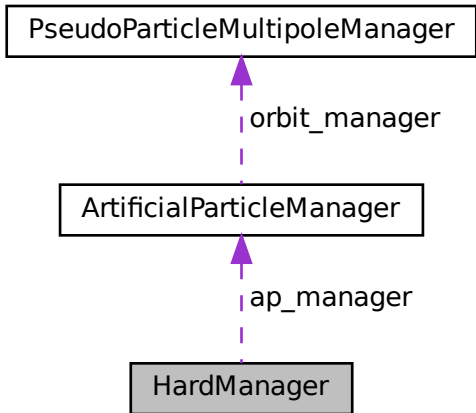 PseudoParticleMultipoleManager
orbit_manager
ArtificialParticleManager
ap_manager
HardManager